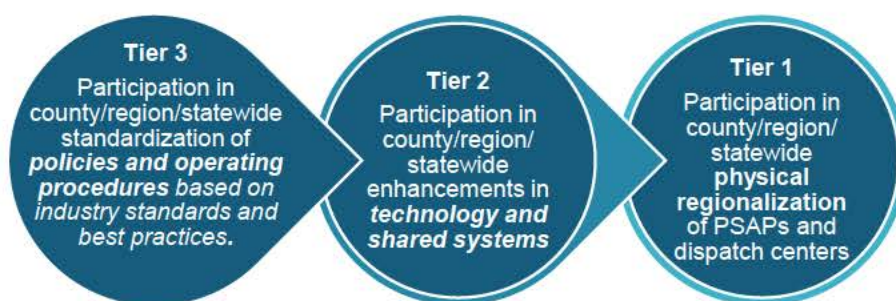 Tier 3
Participation in
county/region/statewide
standardization of
policies and operating
procedures based on
industry standards and
best practices.
Tier 2
Participation in
county/region/
statewide
enhancements in
technology and
shared systems
Tier 1
Participation in
county/region/
statewide
physical
regionalization
of PSAPs and
dispatch centers